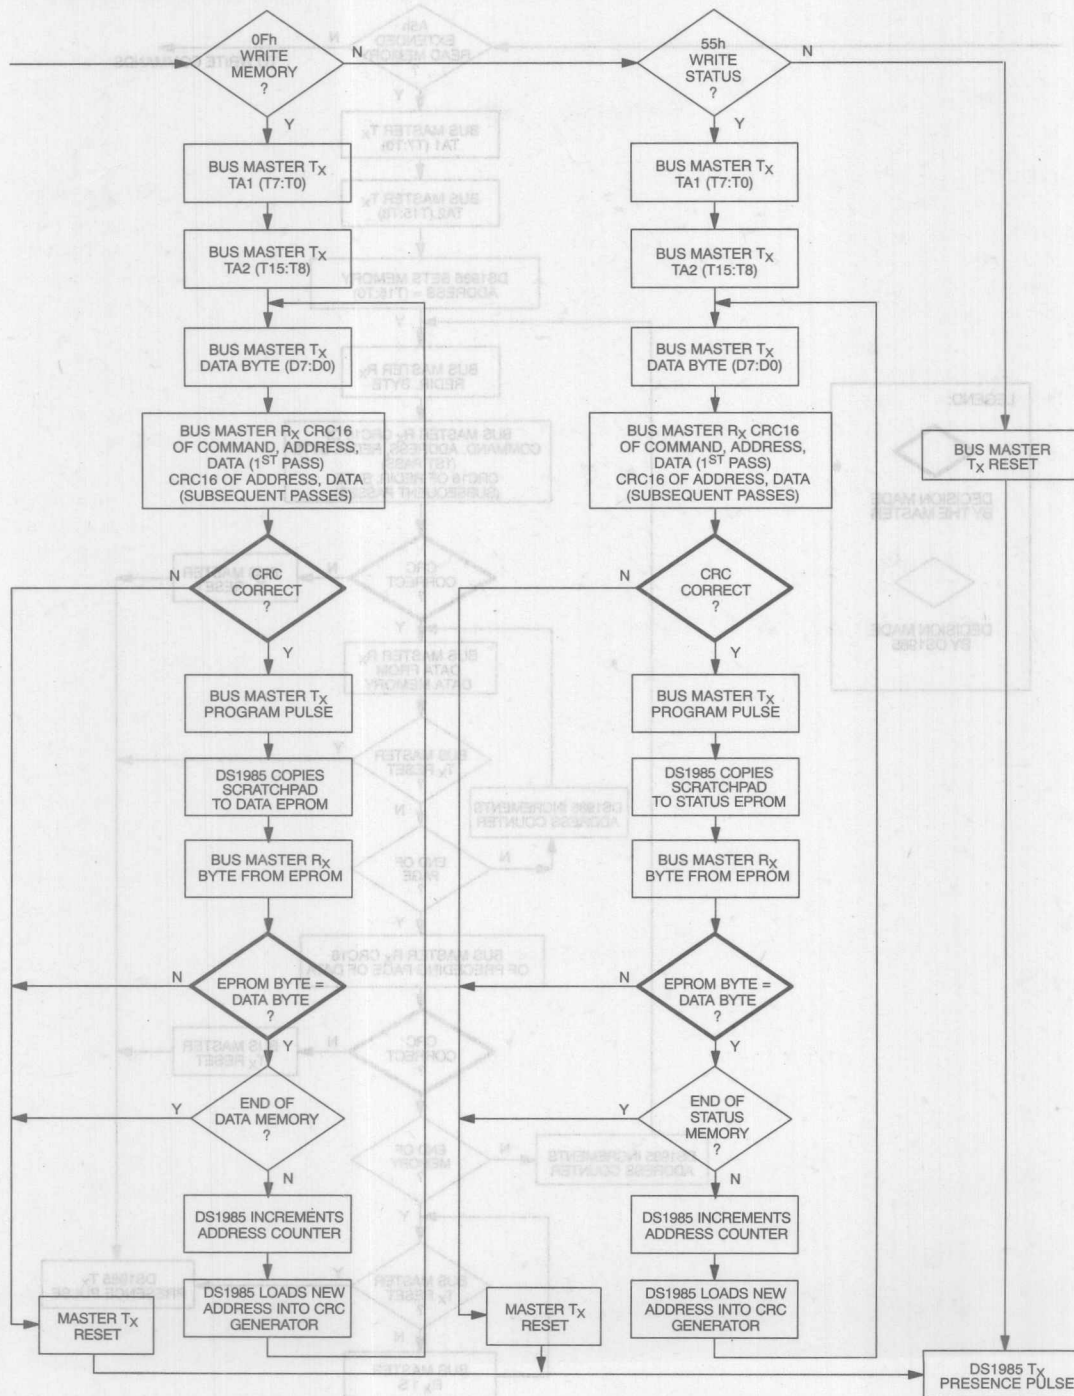 0Fh
WRITE
MEMORY
?
N
Y
BUS MASTER TX
TA1 (T7:T0)
BUS MASTER TX
TA2 (T15:T8)
BUS MASTER TX
DATA BYTE (D7:D0)
BUS MASTER RX CRC16
OF COMMAND, ADDRESS,
DATA (1ST PASS)
CRC16 OF ADDRESS, DATA
(SUBSEQUENT PASSES)
N
CRC
CORRECT
?
Y
BUS MASTER TX
PROGRAM PULSE
DS1985 COPIES
SCRATCHPAD
TO DATA EPROM
BUS MASTER RX
BYTE FROM EPROM
N
EPROM BYTE =
DATA BYTE
?
Y
Y
END OF
DATA MEMORY
?
N
DS1985 INCREMENTS
ADDRESS COUNTER
DS1985 LOADS NEW
ADDRESS INTO CRC
GENERATOR
MASTER TX
RESET
55h
WRITE
STATUS
?
N
Y
BUS MASTER TX
TA1 (T7:T0)
BUS MASTER TX
TA2 (T15:T8)
BUS MASTER TX
DATA BYTE (D7:D0)
BUS MASTER RX CRC16
OF COMMAND, ADDRESS,
DATA (1ST PASS)
CRC16 OF ADDRESS, DATA
(SUBSEQUENT PASSES)
N
CRC
CORRECT
?
Y
BUS MASTER TX
PROGRAM PULSE
DS1985 COPIES
SCRATCHPAD
TO STATUS EPROM
BUS MASTER RX
BYTE FROM EPROM
N
EPROM BYTE =
DATA BYTE
?
Y
Y
END OF
STATUS
MEMORY
?
N
DS1985 INCREMENTS
ADDRESS COUNTER
DS1985 LOADS NEW
ADDRESS INTO CRC
GENERATOR
MASTER TX
RESET
BUS MASTER
TX RESET
DS1985 TX
PRESENCE PULSE